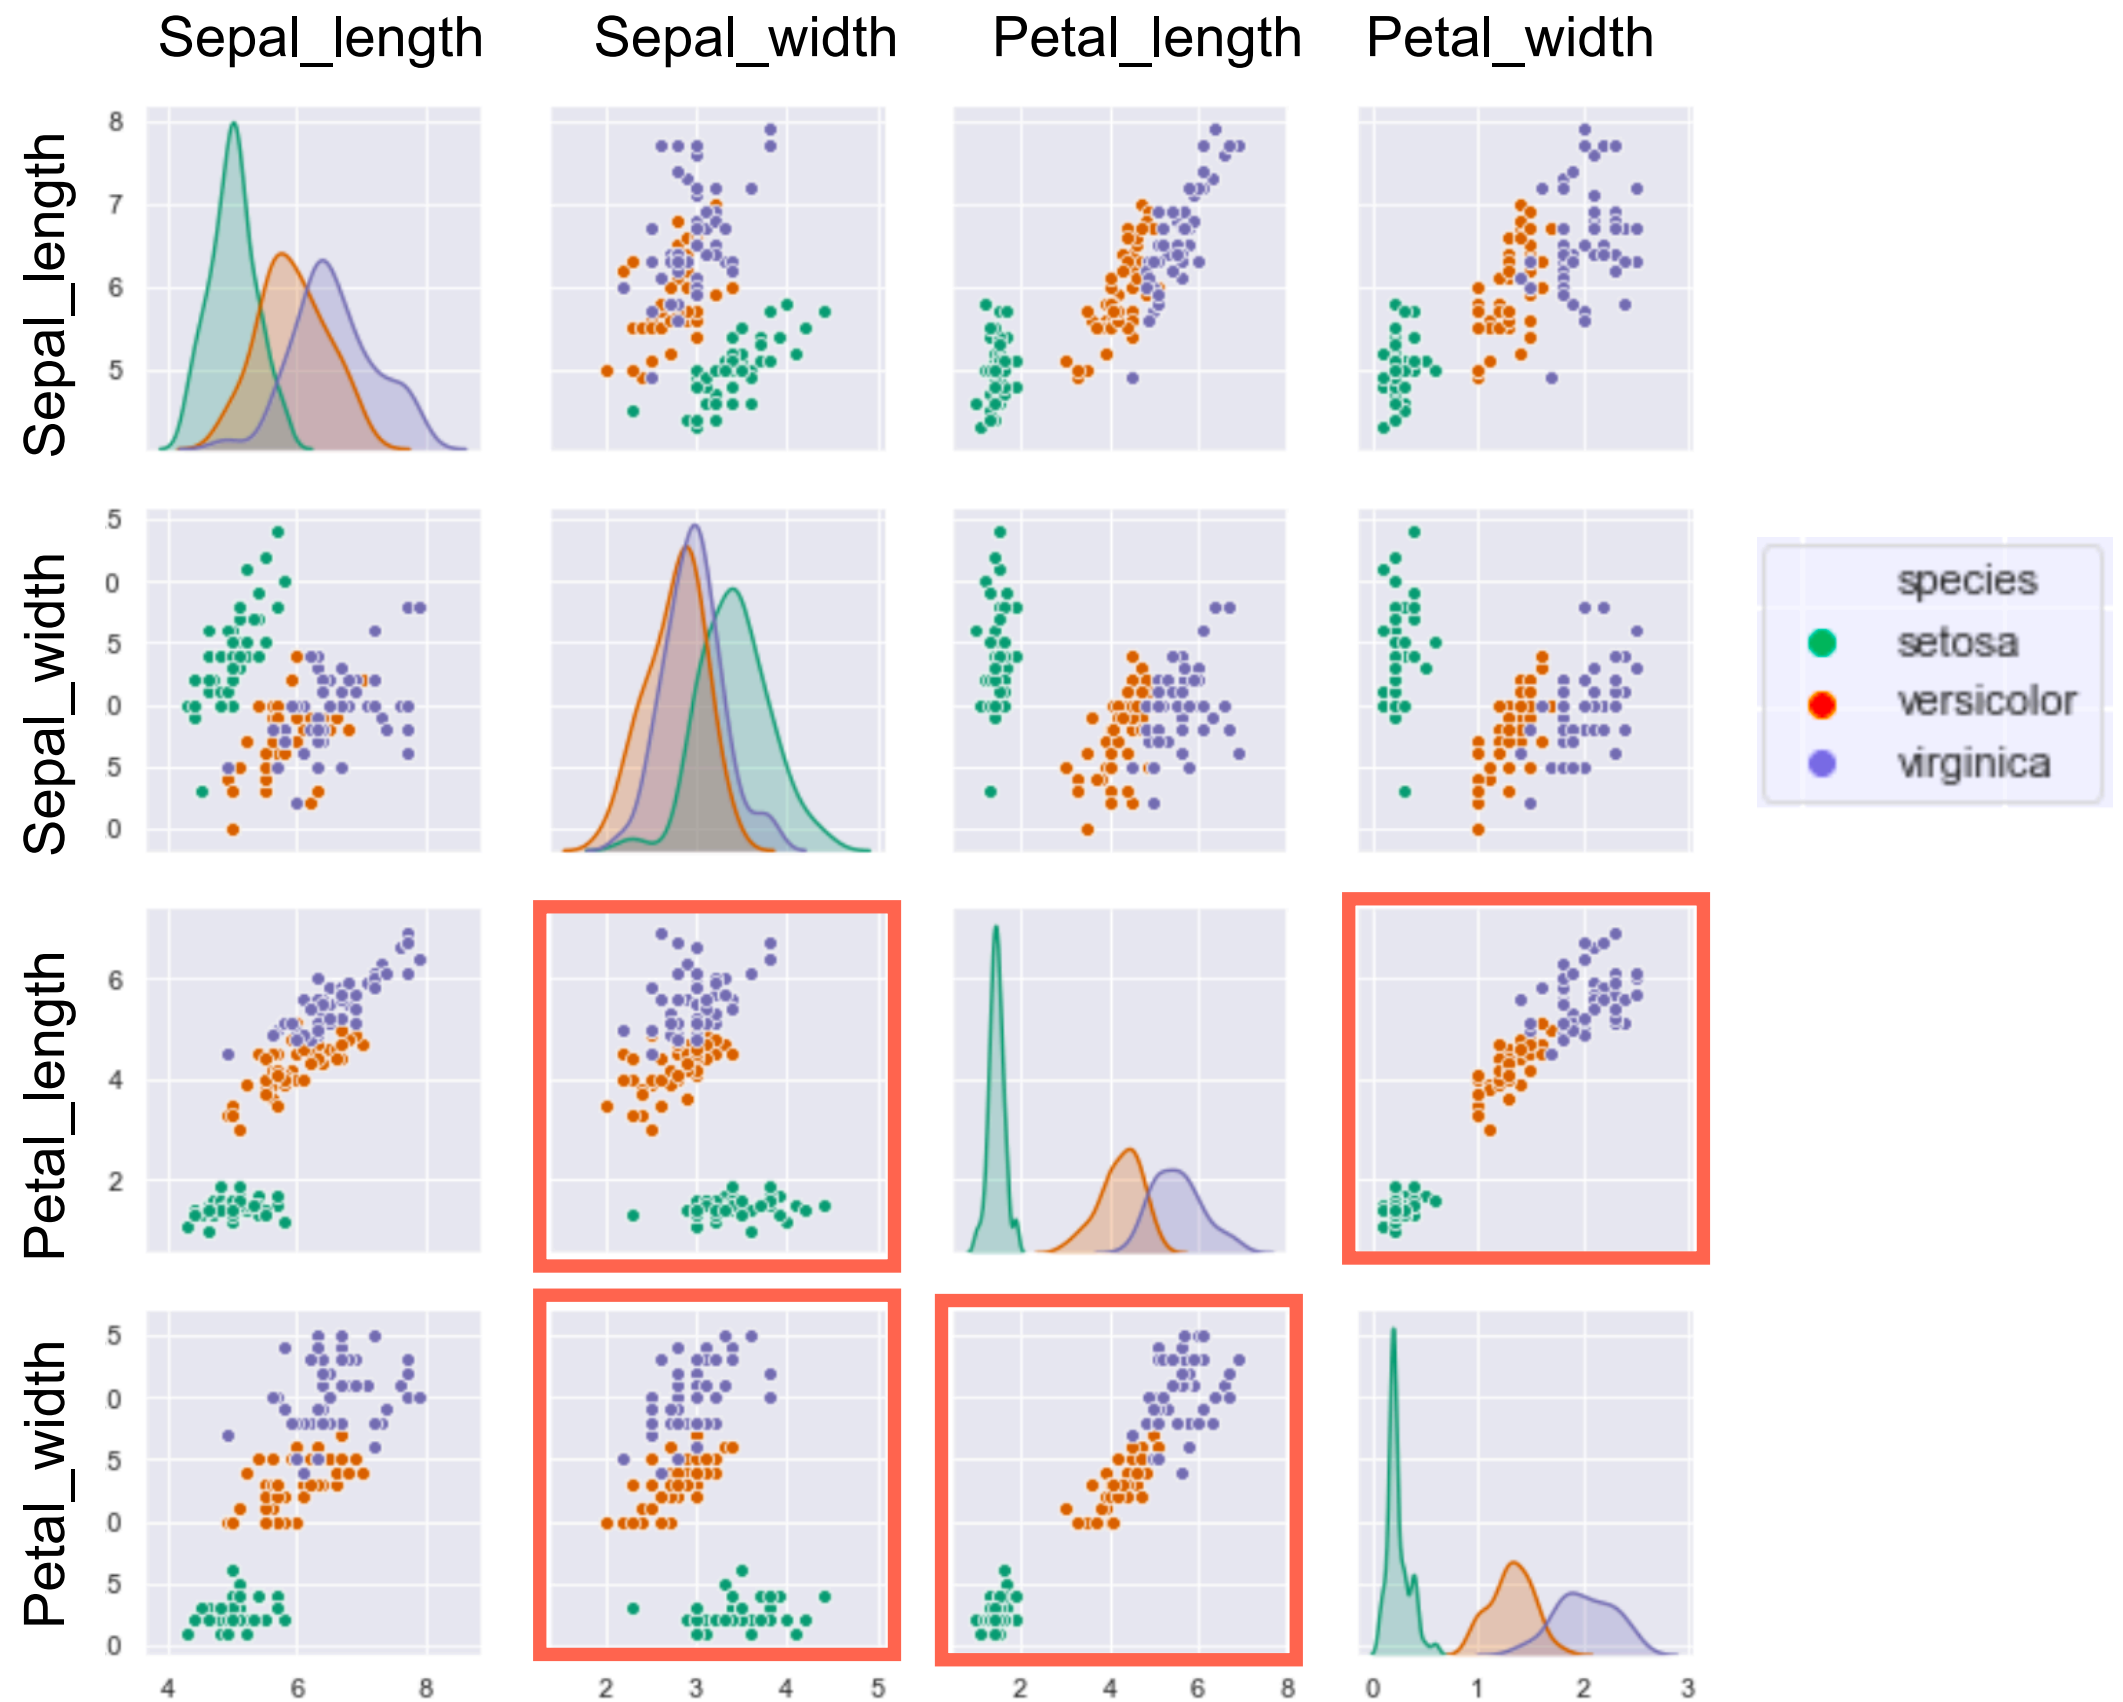 Sepal_length Sepal_width Petal_length Petal_width
Sepal_length
8
7
6
5
Sepal_width
.5
.0
.5
.0
.5
.0
species
setosa
versicolor
virginica
Petal_length
6
4
2
Petal_width
.5
.0
.5
.0
.5
.0
4 6 8 2 3 4 5 2 4 6 8 0 1 2 3